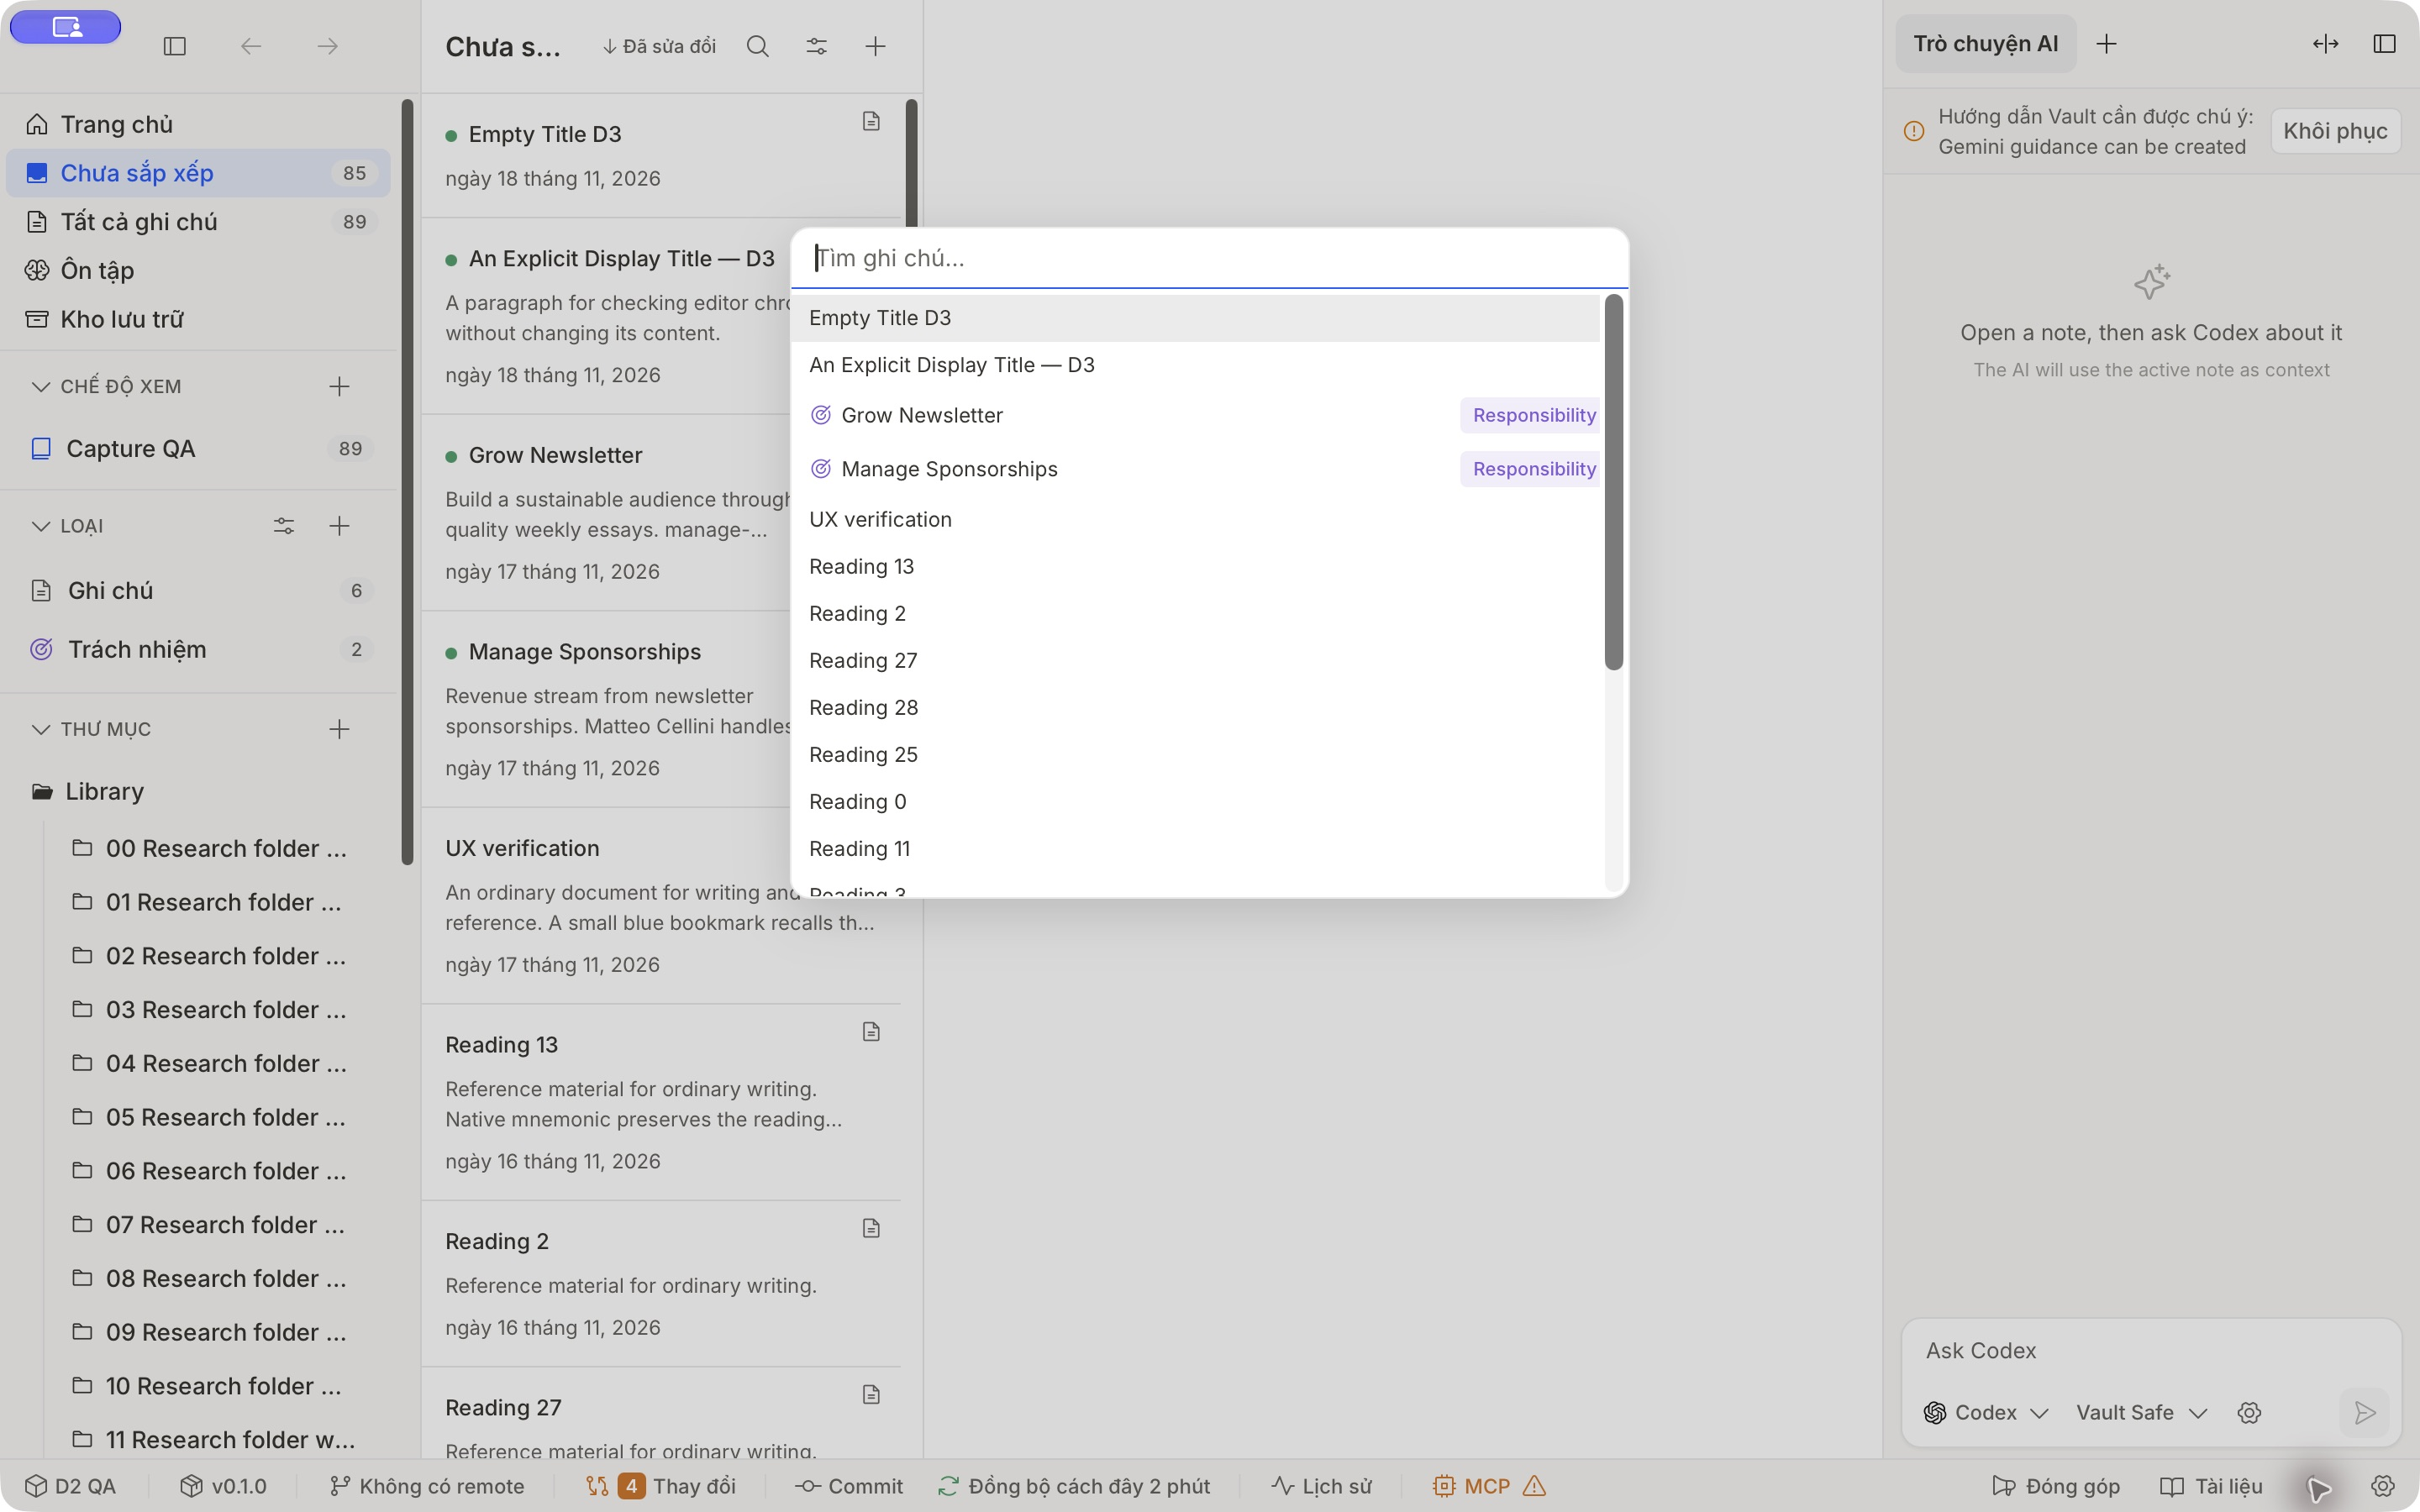 Trang chủ
Chưa sắp xếp 85
Tất cả ghi chú 89
Ôn tập
Kho lưu trữ
CHẾ ĐỘ XEM
Capture QA 89
LOẠI
Ghi chú 6
Trách nhiệm 2
THƯ MỤC
Library
00 Research folder ...
01 Research folder ...
02 Research folder ...
03 Research folder ...
04 Research folder ...
05 Research folder ...
06 Research folder ...
07 Research folder ...
08 Research folder ...
09 Research folder ...
10 Research folder ...
11 Research folder w...
Chưa s... Đã sửa đổi
Empty Title D3
ngày 18 tháng 11, 2026
An Explicit Display Title — D3
A paragraph for checking editor chr
without changing its content.
ngày 18 tháng 11, 2026
Grow Newsletter
Build a sustainable audience through
quality weekly essays. manage-...
ngày 17 tháng 11, 2026
Manage Sponsorships
Revenue stream from newsletter
sponsorships. Matteo Cellini handles
ngày 17 tháng 11, 2026
UX verification
An ordinary document for writing and
reference. A small blue bookmark recalls th...
ngày 17 tháng 11, 2026
Reading 13
Reference material for ordinary writing.
Native mnemonic preserves the reading...
ngày 16 tháng 11, 2026
Reading 2
Reference material for ordinary writing.
ngày 16 tháng 11, 2026
Reading 27
Reference material for ordinary writing.
Tìm ghi chú...
Empty Title D3
An Explicit Display Title — D3
Grow Newsletter Responsibility
Manage Sponsorships Responsibility
UX verification
Reading 13
Reading 2
Reading 27
Reading 28
Reading 25
Reading 0
Reading 11
Reading 3
Trò chuyện AI
Hướng dẫn Vault cần được chú ý:
Gemini guidance can be created
Khôi phục
Open a note, then ask Codex about it
The AI will use the active note as context
Ask Codex
Codex Vault Safe
D2 QA v0.1.0 Không có remote 4 Thay đổi Commit Đồng bộ cách đây 2 phút Lịch sử MCP Đóng góp Tài liệu